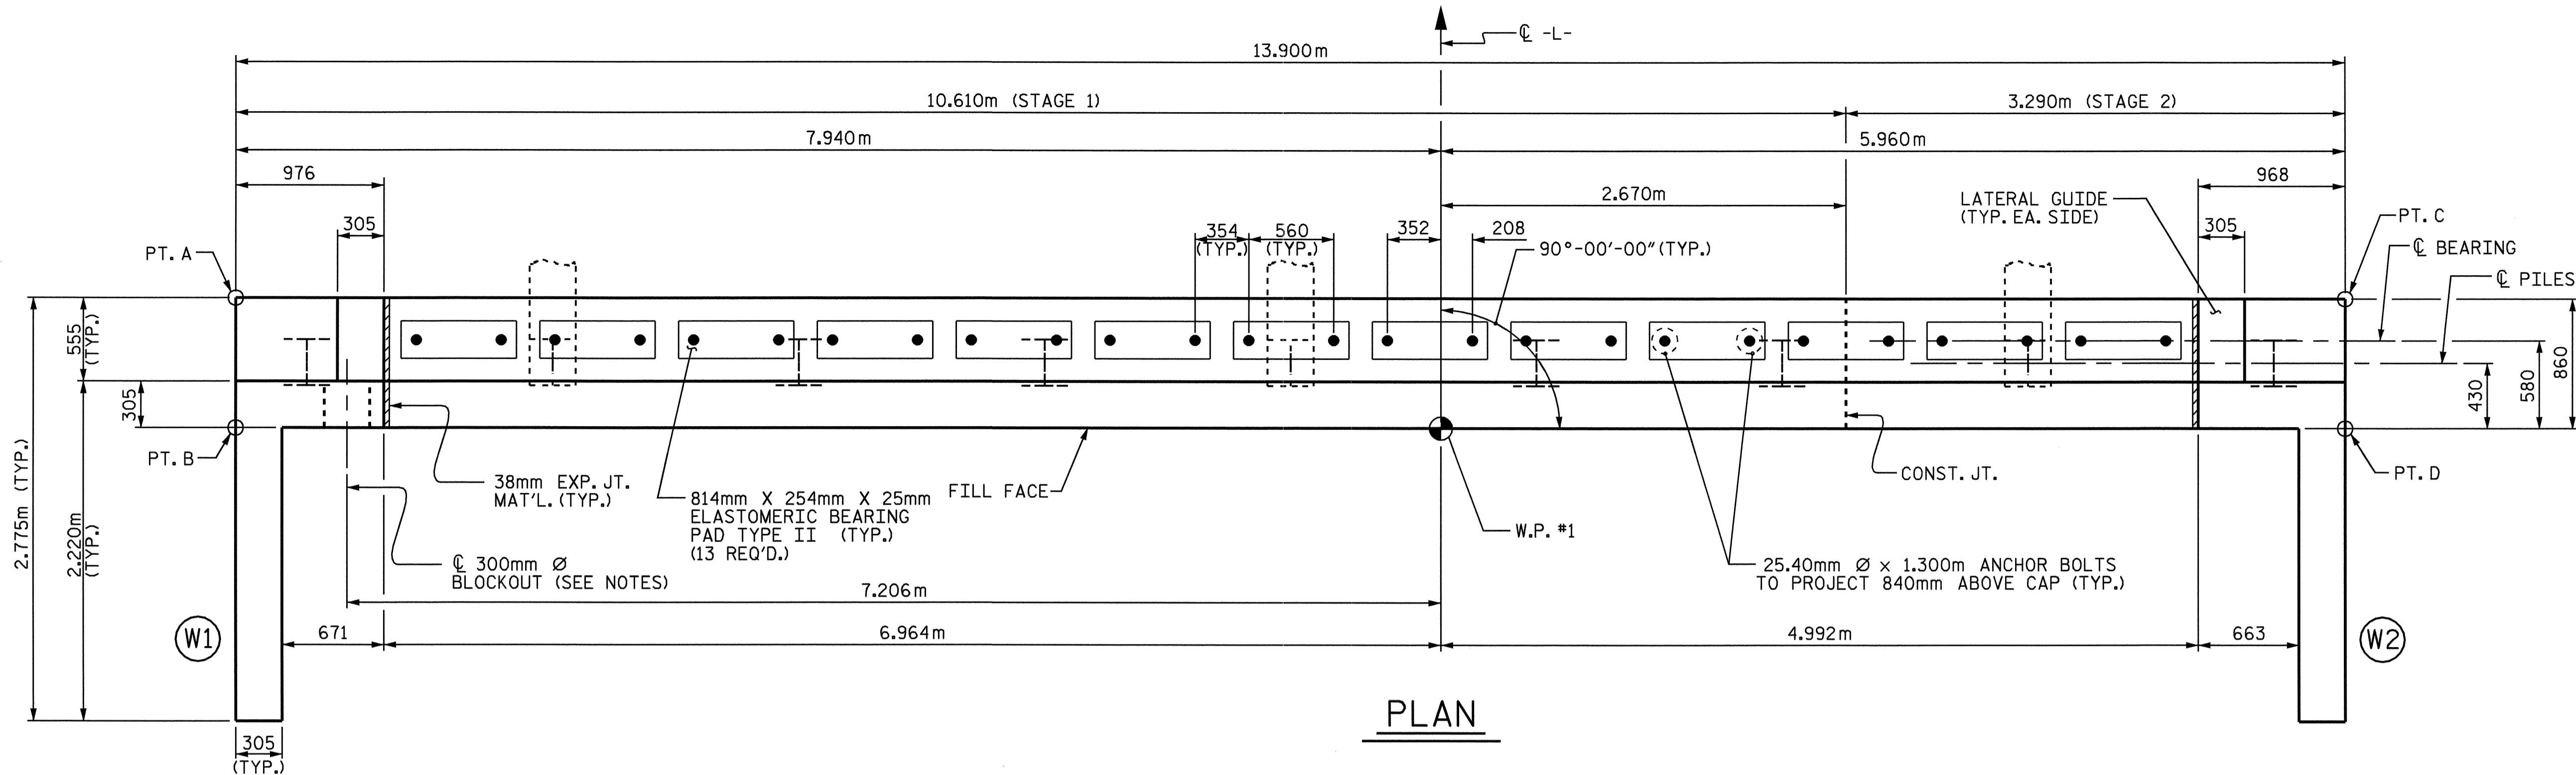 ℄ -L-
13.900m
10.610m (STAGE 1)
3.290m (STAGE 2)
7.940m
5.960m
976
968
2.670m
LATERAL GUIDE
(TYP. EA. SIDE)
305
354
(TYP.)
560
(TYP.)
352
208
305
PT. C
90°-00'-00" (TYP.)
PT. A
℄ BEARING
℄ PILES
555
(TYP.)
305
2.775m (TYP.)
2.220m
(TYP.)
430
580
860
PT. B
38mm EXP. JT.
MAT'L. (TYP.)
814mm X 254mm X 25mm
ELASTOMERIC BEARING
PAD TYPE II (TYP.)
(13 REQ'D.)
FILL FACE
CONST. JT.
PT. D
W.P. #1
℄ 300mm Ø
BLOCKOUT (SEE NOTES)
25.40mm Ø x 1.300m ANCHOR BOLTS
TO PROJECT 840mm ABOVE CAP (TYP.)
7.206m
W1
671
6.964m
4.992m
663
W2
PLAN
305
(TYP.)